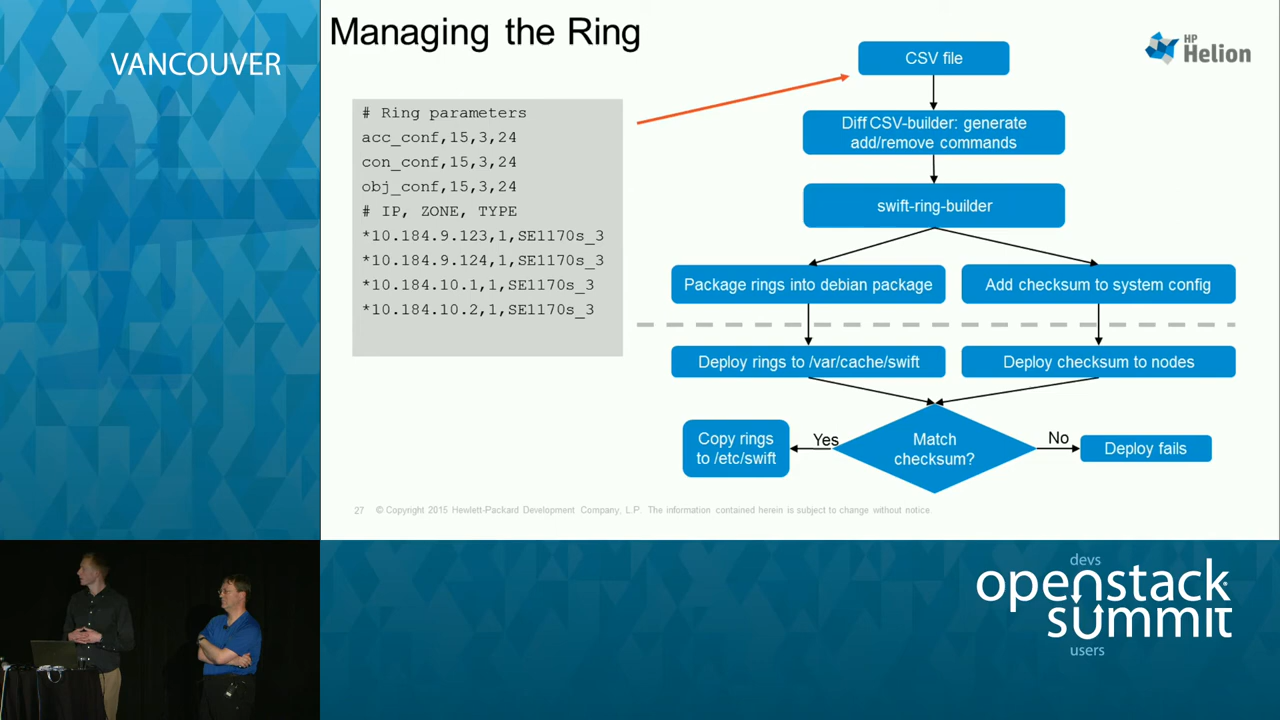 VANCOUVER
Managing the Ring
HP
Helion
# Ring parameters
acc_conf,15,3,24
con_conf,15,3,24
obj_conf,15,3,24
# IP, ZONE, TYPE
*10.184.9.123,1,SE1170s_3
*10.184.9.124,1,SE1170s_3
*10.184.10.1,1,SE1170s_3
*10.184.10.2,1,SE1170s_3
CSV file
Diff CSV-builder: generate
add/remove commands
swift-ring-builder
Package rings into debian package
Add checksum to system config
Deploy rings to /var/cache/swift
Deploy checksum to nodes
Match
checksum?
Yes
No
Copy rings
to /etc/swift
Deploy fails
27 © Copyright 2015 Hewlett-Packard Development Company, L.P. The information contained herein is subject to change without notice.
devs
openstack
summit
users